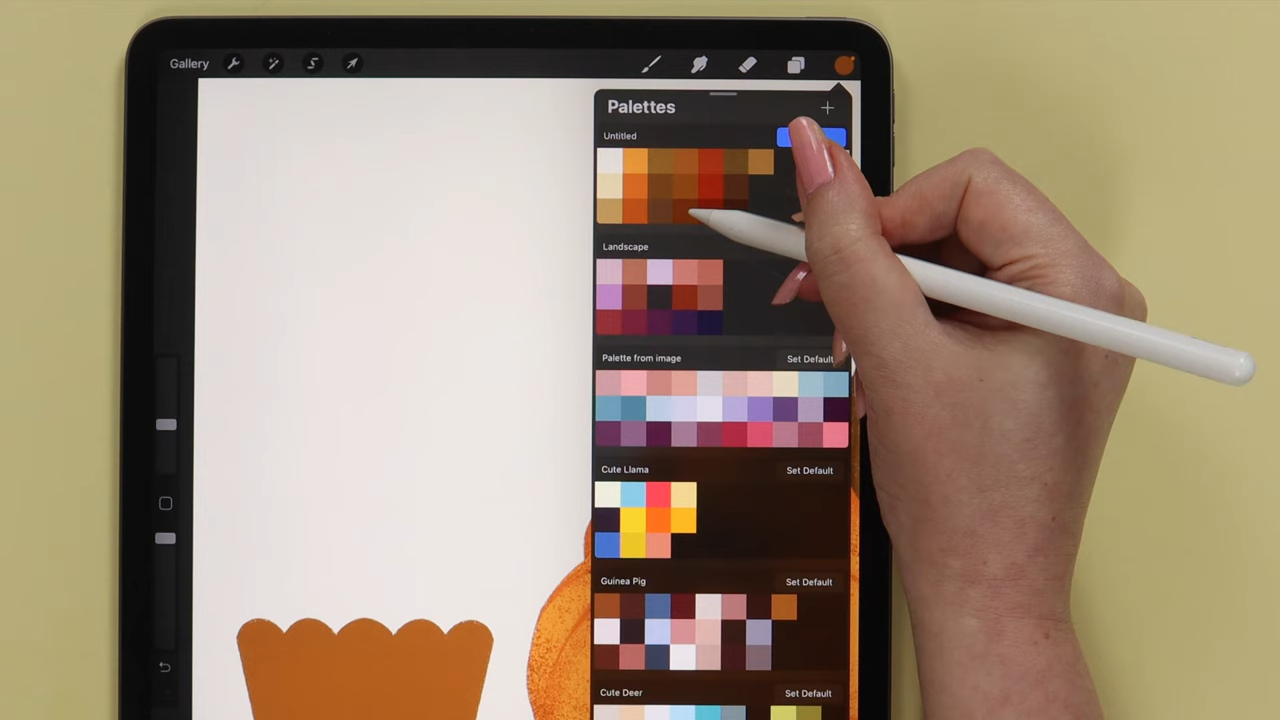 Gallery
Palettes
Untitled
Landscape
Palette from image
Set Default
Cute Llama
Set Default
Guinea Pig
Set Default
Cute Deer
Set Default